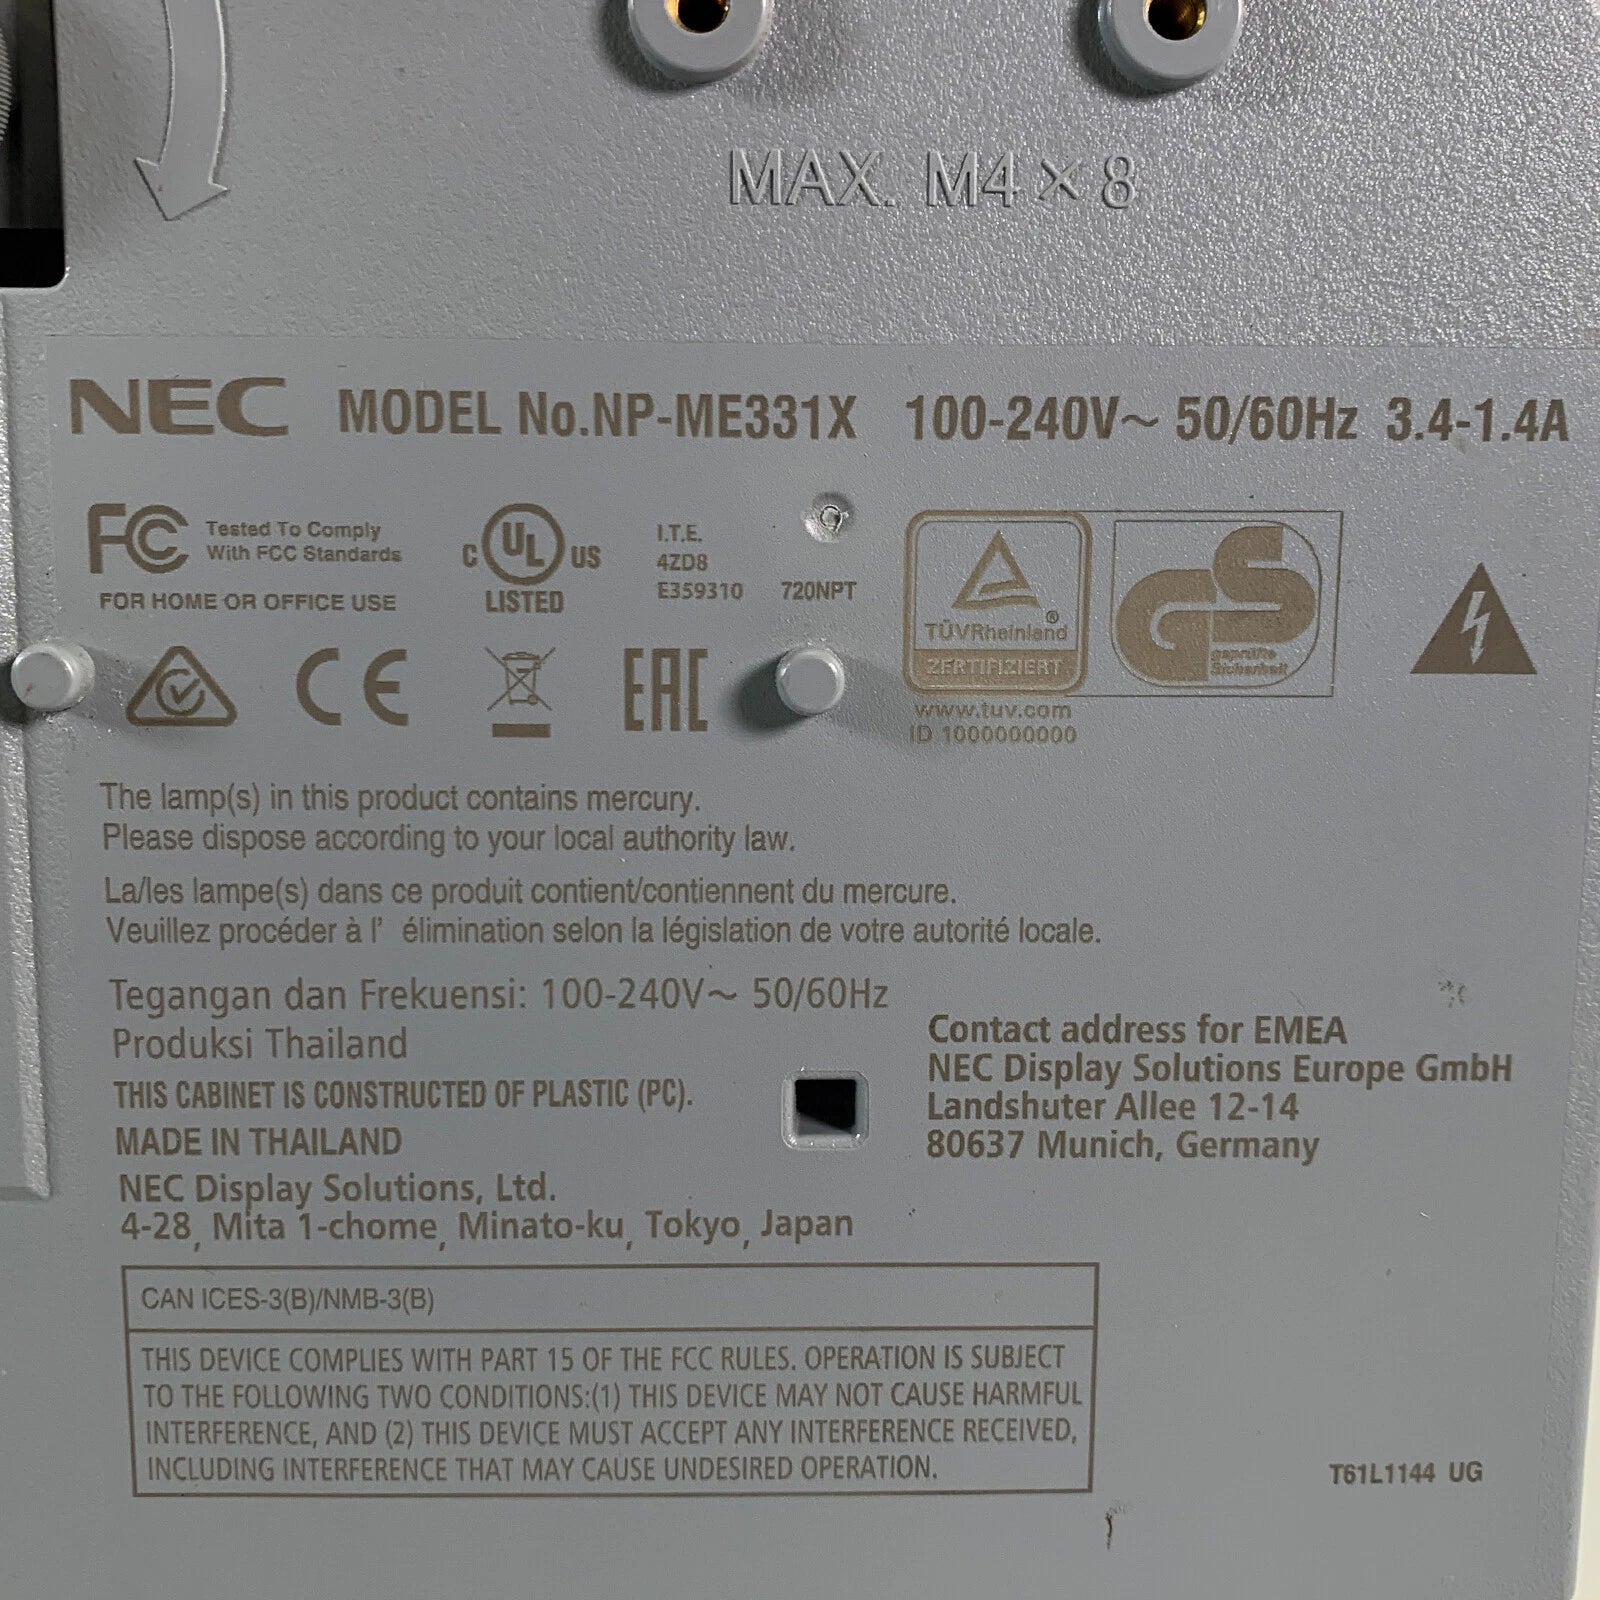 MAX. M4 × 8
NEC MODEL No.NP-ME331X 100-240V~ 50/60Hz 3.4-1.4A
FC Tested To Comply
With FCC Standards
FOR HOME OR OFFICE USE
C UL US
LISTED
I.T.E.
4ZD8
E359310 720NPT
TÜVRheinland®
ZERTIFIZIERT
www.tuv.com
ID 1000000000
GS
geprüfte
Sicherheit
CE
EAC
The lamp(s) in this product contains mercury.
Please dispose according to your local authority law.
La/les lampe(s) dans ce produit contient/contiennent du mercure.
Veuillez procéder à l' élimination selon la législation de votre autorité locale.
Tegangan dan Frekuensi: 100-240V~ 50/60Hz
Produksi Thailand
THIS CABINET IS CONSTRUCTED OF PLASTIC (PC).
MADE IN THAILAND
NEC Display Solutions, Ltd.
4-28, Mita 1-chome, Minato-ku, Tokyo, Japan
Contact address for EMEA
NEC Display Solutions Europe GmbH
Landshuter Allee 12-14
80637 Munich, Germany
CAN ICES-3(B)/NMB-3(B)
THIS DEVICE COMPLIES WITH PART 15 OF THE FCC RULES. OPERATION IS SUBJECT
TO THE FOLLOWING TWO CONDITIONS:(1) THIS DEVICE MAY NOT CAUSE HARMFUL
INTERFERENCE, AND (2) THIS DEVICE MUST ACCEPT ANY INTERFERENCE RECEIVED,
INCLUDING INTERFERENCE THAT MAY CAUSE UNDESIRED OPERATION.
T61L1144 UG